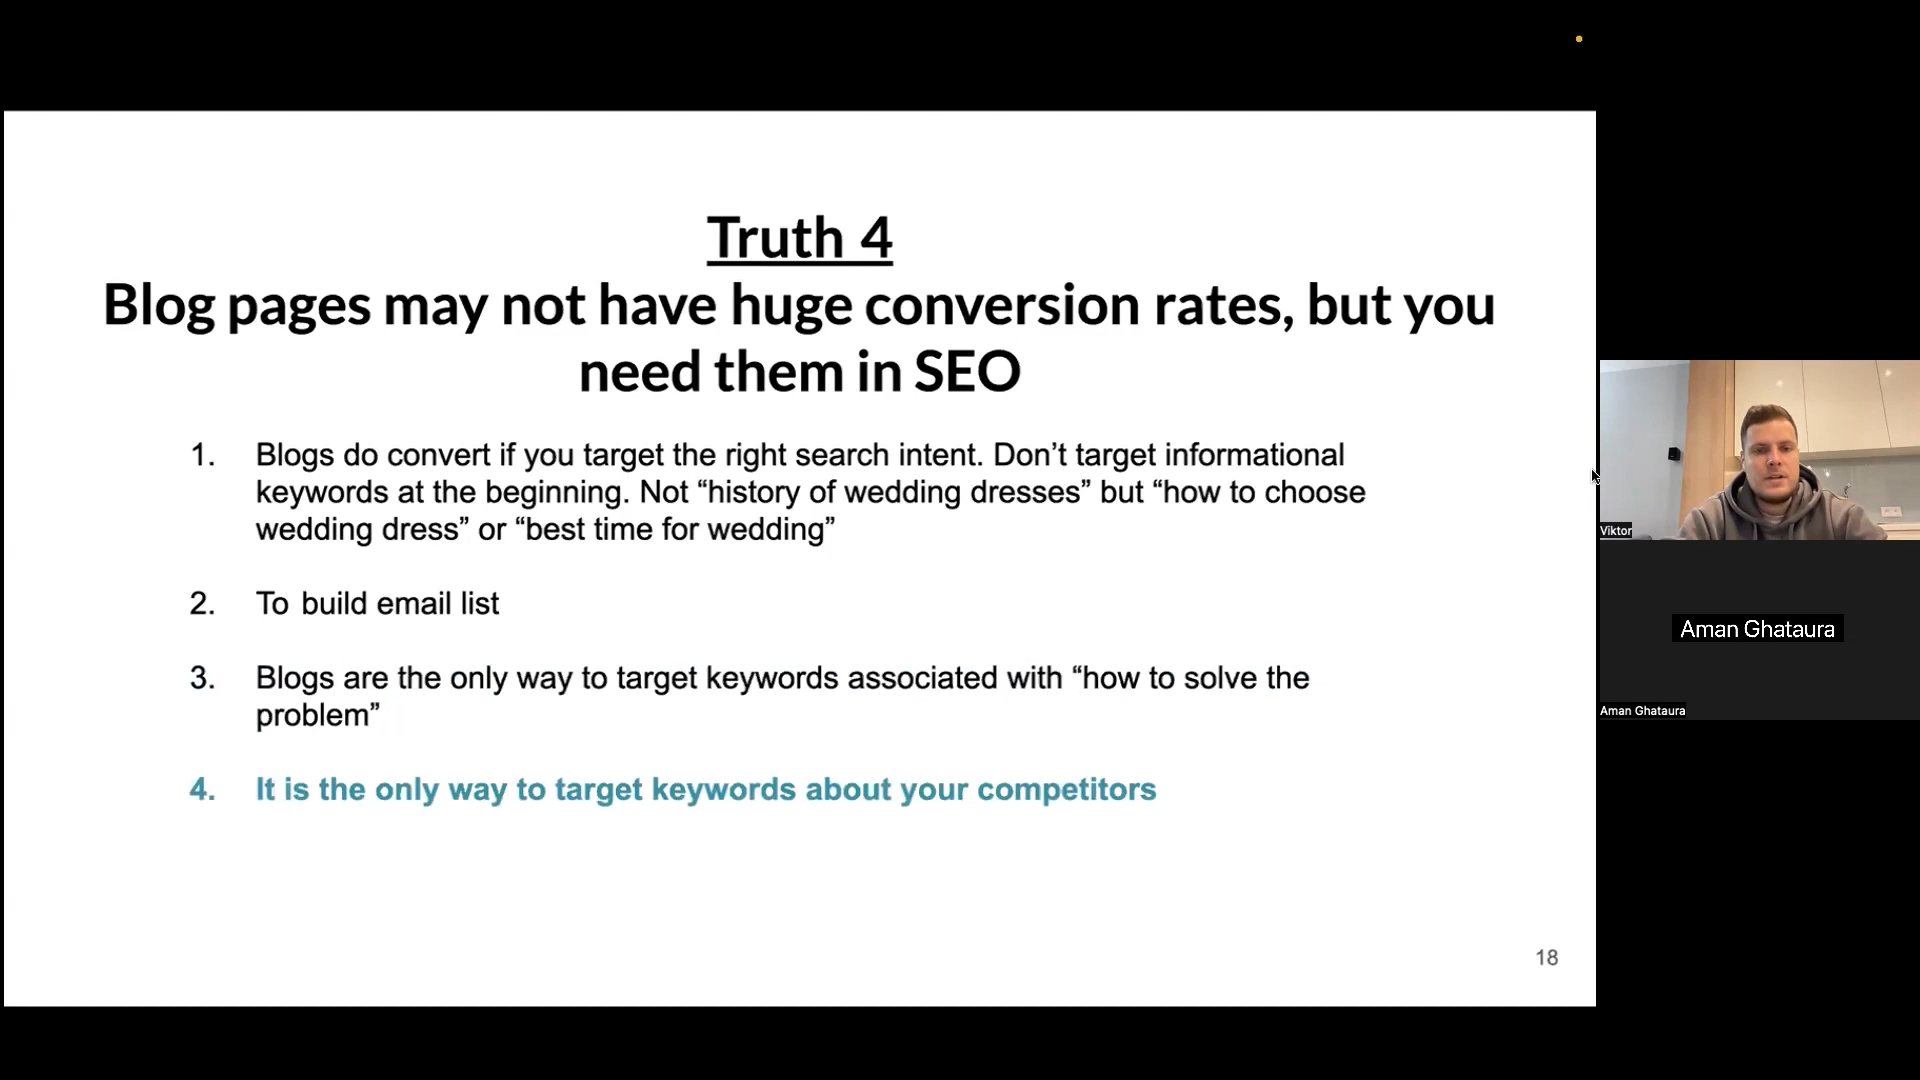 Truth 4
Blog pages may not have huge conversion rates, but you
need them in SEO
1. Blogs do convert if you target the right search intent. Don’t target informational
keywords at the beginning. Not “history of wedding dresses” but “how to choose
wedding dress” or “best time for wedding”
2. To build email list
3. Blogs are the only way to target keywords associated with “how to solve the
problem”
4. It is the only way to target keywords about your competitors
18
Viktor
Aman Ghataura
Aman Ghataura